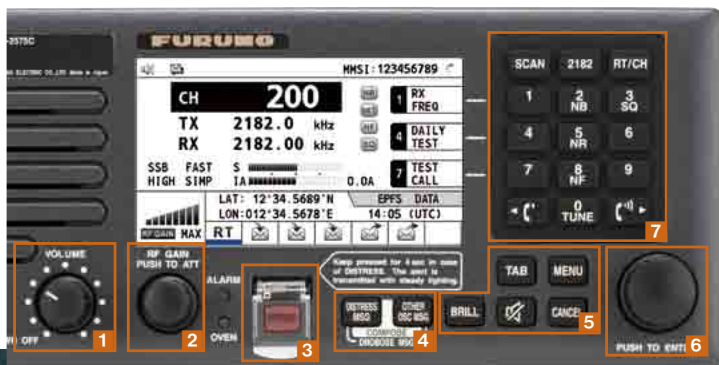 -2575C
FURUNO
MMSI:123456789
CH 200
TX 2182.0 kHz
RX 2182.00 kHz
1 RX FREQ
4 DAILY TEST
7 TEST CALL
SSB FAST S
HIGH SIMP IA 0.0A
LAT: 12°34.5689'N EPFS DATA
LON:012°34.5678'E 14:05 (UTC)
RF GAIN MAX RT
SCAN 2182 RT/CH
1 2 NB 3 SQ
4 5 NR 6
7 8 NF 9
0 TUNE
7
VOLUME
OFF
1
RF GAIN
PUSH TO ATT
2
ALARM
OVEN
Keep pressed for 4 sec in case
of DISTRESS. The alert is
transmitted with steady lighting.
3
DISTRESS MSG
OTHER DSC MSG
COMPOSE
4
TAB MENU
BRILL CANCEL
5
PUSH TO ENTER
6